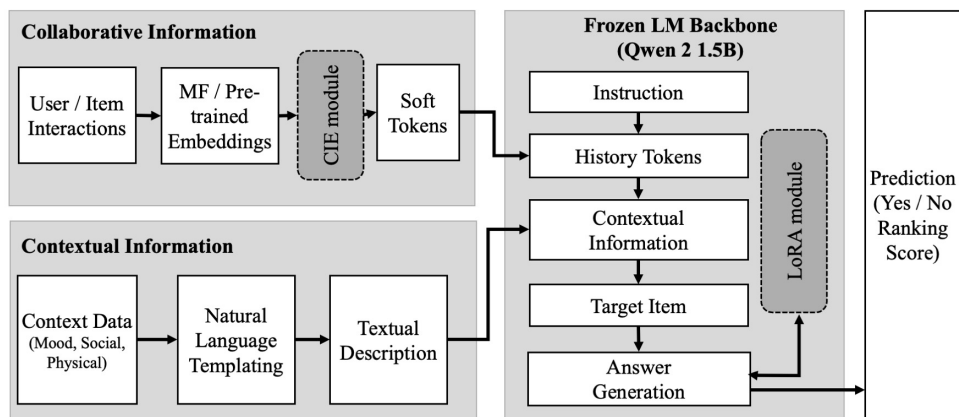 Collaborative Information
User / Item
Interactions
MF / Pre-
trained
Embeddings
CIE module
Soft
Tokens
Contextual Information
Context Data
(Mood, Social,
Physical)
Natural
Language
Templating
Textual
Description
Frozen LM Backbone
(Qwen 2 1.5B)
Instruction
History Tokens
Contextual
Information
Target Item
Answer
Generation
LoRA module
Prediction
(Yes / No
Ranking
Score)